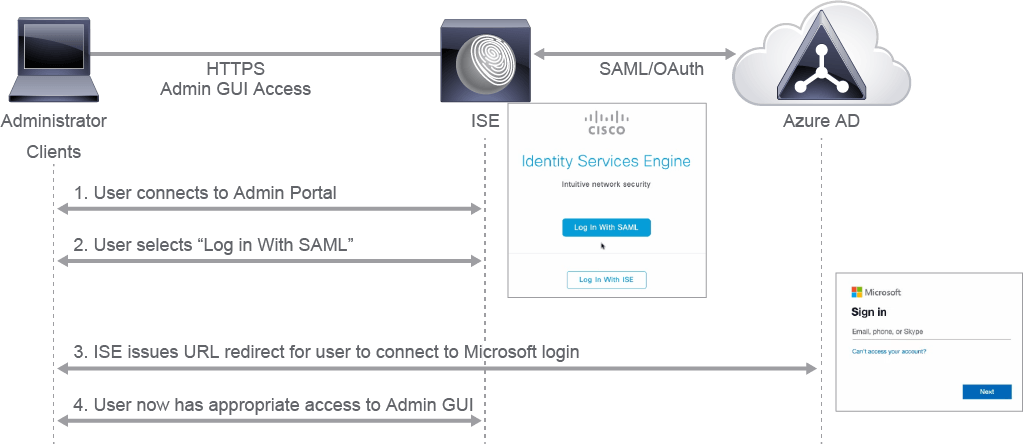 HTTPS
Admin GUI Access
SAML/OAuth
Administrator
ISE
Azure AD
Clients
CISCO
Identity Services Engine
Intuitive network security
Log In With SAML
Log In With ISE
1. User connects to Admin Portal
2. User selects “Log in With SAML”
Microsoft
Sign in
Email, phone, or Skype
Can't access your account?
Next
3. ISE issues URL redirect for user to connect to Microsoft login
4. User now has appropriate access to Admin GUI